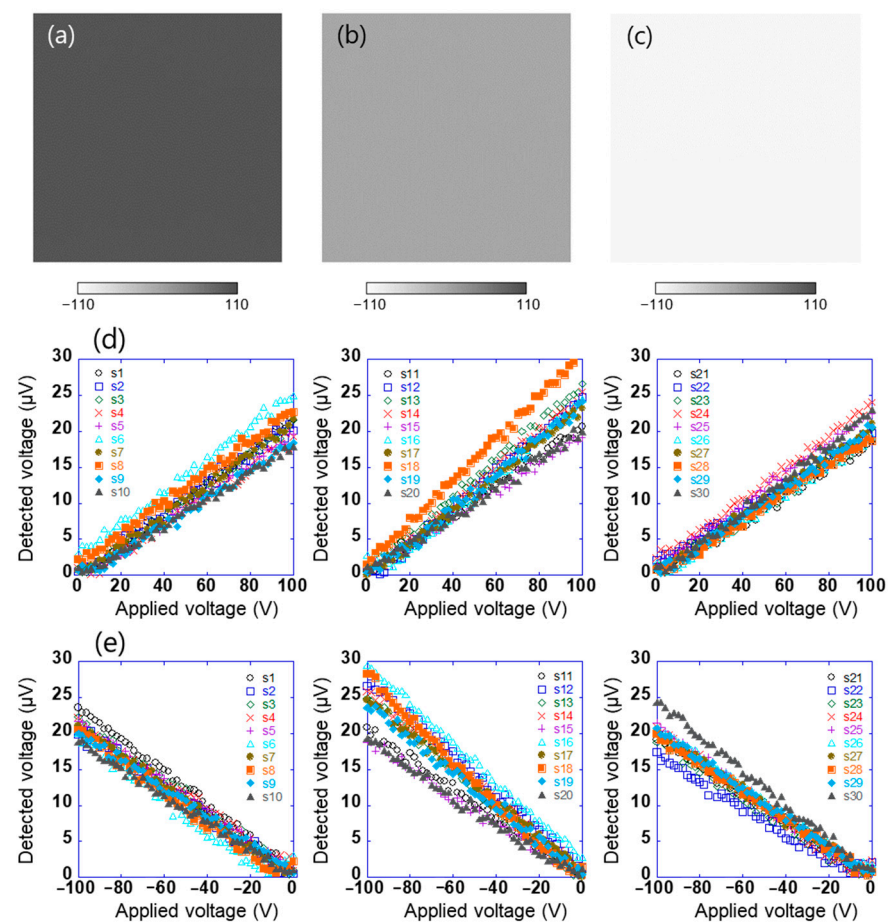 (a)
(b)
(c)
−110 110
−110 110
−110 110
(d)
Detected voltage (μV)
30
25
20
15
10
5
0
s1
s2
s3
s4
s5
s6
s7
s8
s9
s10
0 20 40 60 80 100
Applied voltage (V)
Detected voltage (μV)
30
25
20
15
10
5
0
s11
s12
s13
s14
s15
s16
s17
s18
s19
s20
0 20 40 60 80 100
Applied voltage (V)
Detected voltage (μV)
30
25
20
15
10
5
0
s21
s22
s23
s24
s25
s26
s27
s28
s29
s30
0 20 40 60 80 100
Applied voltage (V)
(e)
Detected voltage (μV)
30
25
20
15
10
5
0
s1
s2
s3
s4
s5
s6
s7
s8
s9
s10
−100 −80 −60 −40 −20 0
Applied voltage (V)
Detected voltage (μV)
30
25
20
15
10
5
0
s11
s12
s13
s14
s15
s16
s17
s18
s19
s20
−100 −80 −60 −40 −20 0
Applied voltage (V)
Detected voltage (μV)
30
25
20
15
10
5
0
s21
s22
s23
s24
s25
s26
s27
s28
s29
s30
−100 −80 −60 −40 −20 0
Applied voltage (V)